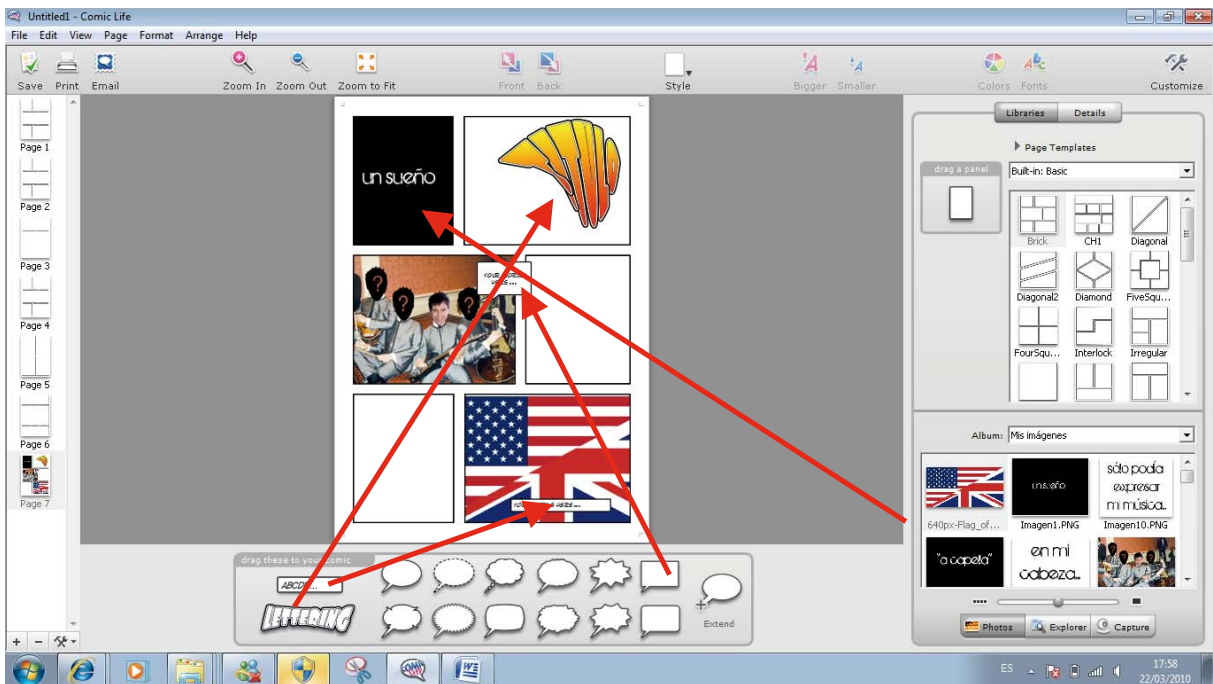 Untitled1 - Comic Life
File Edit View Page Format Arrange Help
Save Print Email Zoom In Zoom Out Zoom to Fit Front Back Style Bigger Smaller Colors Fonts Customize
Page 1
Page 2
Page 3
Page 4
Page 5
Page 6
Page 7
un sueño
TITULO
HERE ...
HERE ...
drag these to your comic
ABCDE...
LETTERING
Extend
Libraries Details
Page Templates
drag a panel
Built-in: Basic
Brick CH1 Diagonal
Diagonal2 Diamond FiveSqu...
FourSqu... Interlock Irregular
Album: Mis imágenes
un sueño
sólo podía
expresar
mi música..
640px-Flag_of... Imagen1.PNG Imagen10.PNG
"a capela"
en mi
cabeza..
Photos Explorer Capture
ES 17:58
22/03/2010